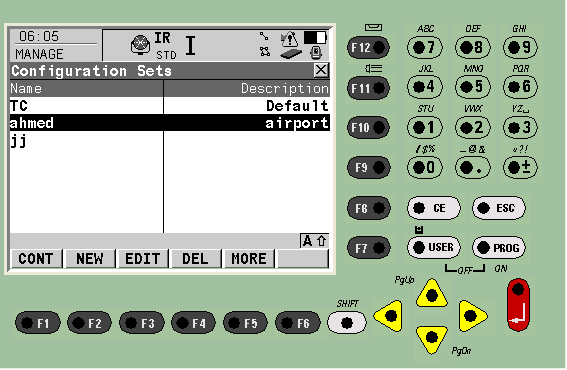 06:05
MANAGE
IR
STD
I
Configuration Sets
Name Description
TC Default
ahmed airport
jj
A
CONT NEW EDIT DEL MORE
F12 ABC 7 DEF 8 GHI 9
F11 JKL 4 MNO 5 PQR 6
F10 STU 1 VWX 2 YZ 3
F9 /$% 0 _@& . *?! ±
F8 CE ESC
F7 USER PROG
OFF ON
PgUp
F1 F2 F3 F4 F5 F6 SHIFT
PgDn